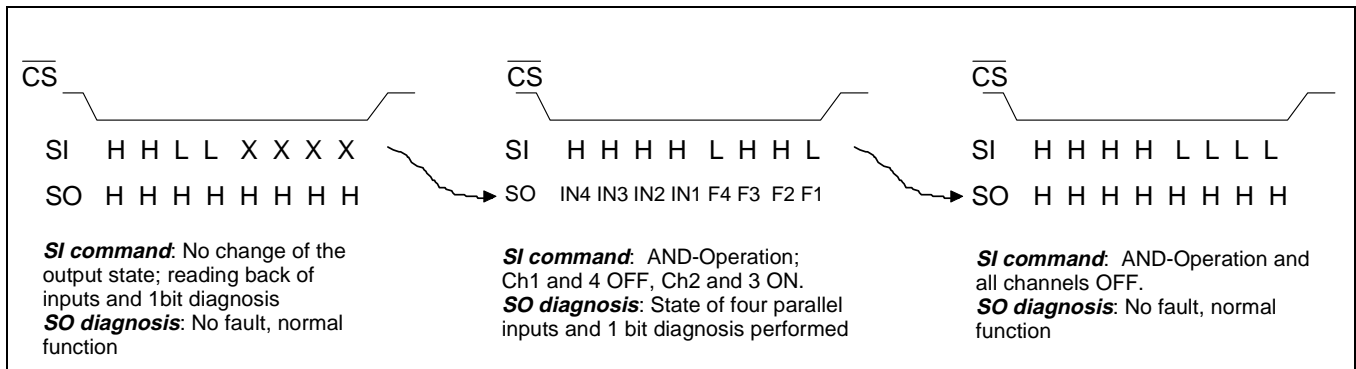 CS
SI H H L L X X X X
SO H H H H H H H H
SI command: No change of the
output state; reading back of
inputs and 1bit diagnosis
SO diagnosis: No fault, normal
function
CS
SI H H H H L H H L
SO IN4 IN3 IN2 IN1 F4 F3 F2 F1
SI command: AND-Operation;
Ch1 and 4 OFF, Ch2 and 3 ON.
SO diagnosis: State of four parallel
inputs and 1 bit diagnosis performed
CS
SI H H H H L L L L
SO H H H H H H H H
SI command: AND-Operation and
all channels OFF.
SO diagnosis: No fault, normal
function